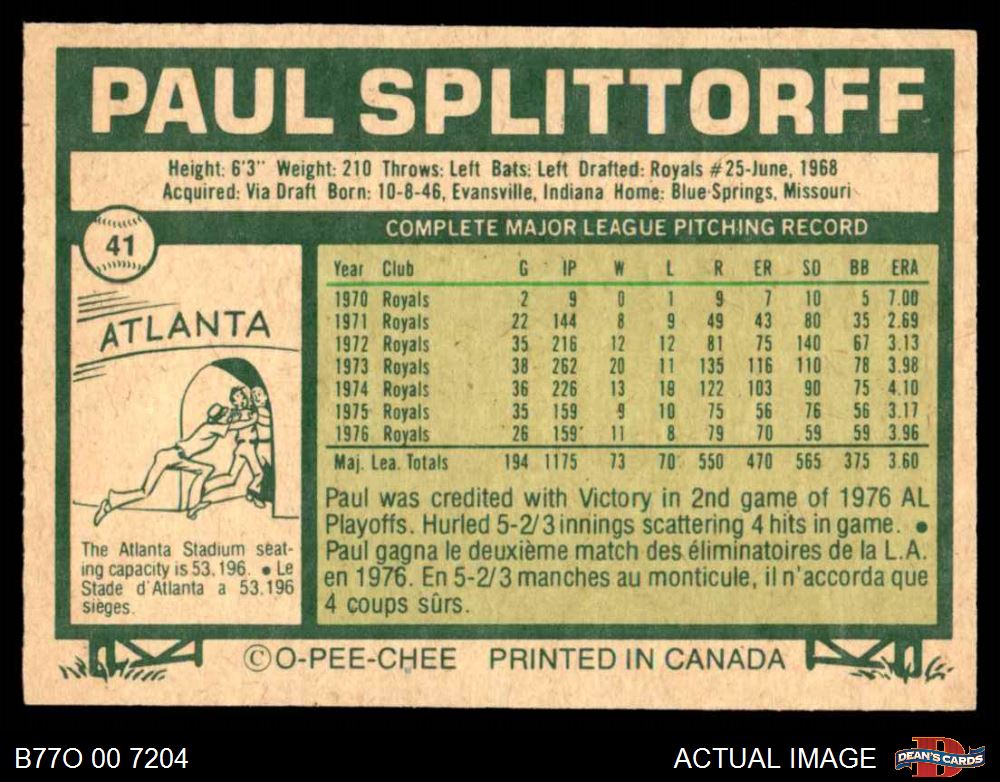 PAUL SPLITTORFF
Height: 6'3" Weight: 210 Throws: Left Bats: Left Drafted: Royals #25-June, 1968
Acquired: Via Draft Born: 10-8-46, Evansville, Indiana Home: Blue Springs, Missouri
41
COMPLETE MAJOR LEAGUE PITCHING RECORD
Year Club G IP W L R ER SO BB ERA
1970 Royals 2 9 0 1 9 7 10 5 7.00
1971 Royals 22 144 8 9 49 43 80 35 2.69
1972 Royals 35 216 12 12 81 75 140 67 3.13
1973 Royals 38 262 20 11 135 116 110 78 3.98
1974 Royals 36 226 13 18 122 103 90 75 4.10
1975 Royals 35 159 9 10 75 56 76 56 3.17
1976 Royals 26 159 11 8 79 70 59 59 3.96
Maj. Lea. Totals 194 1175 73 70 550 470 565 375 3.60
Paul was credited with Victory in 2nd game of 1976 AL
Playoffs. Hurled 5-2/3 innings scattering 4 hits in game. •
Paul gagna le deuxième match des éliminatoires de la L.A.
en 1976. En 5-2/3 manches au monticule, il n'accorda que
4 coups sûrs.
ATLANTA
The Atlanta Stadium seat-
ing capacity is 53,196. • Le
Stade d'Atlanta a 53,196
sièges.
©O-PEE-CHEE PRINTED IN CANADA
B77O 00 7204
ACTUAL IMAGE
DEAN'S CARDS